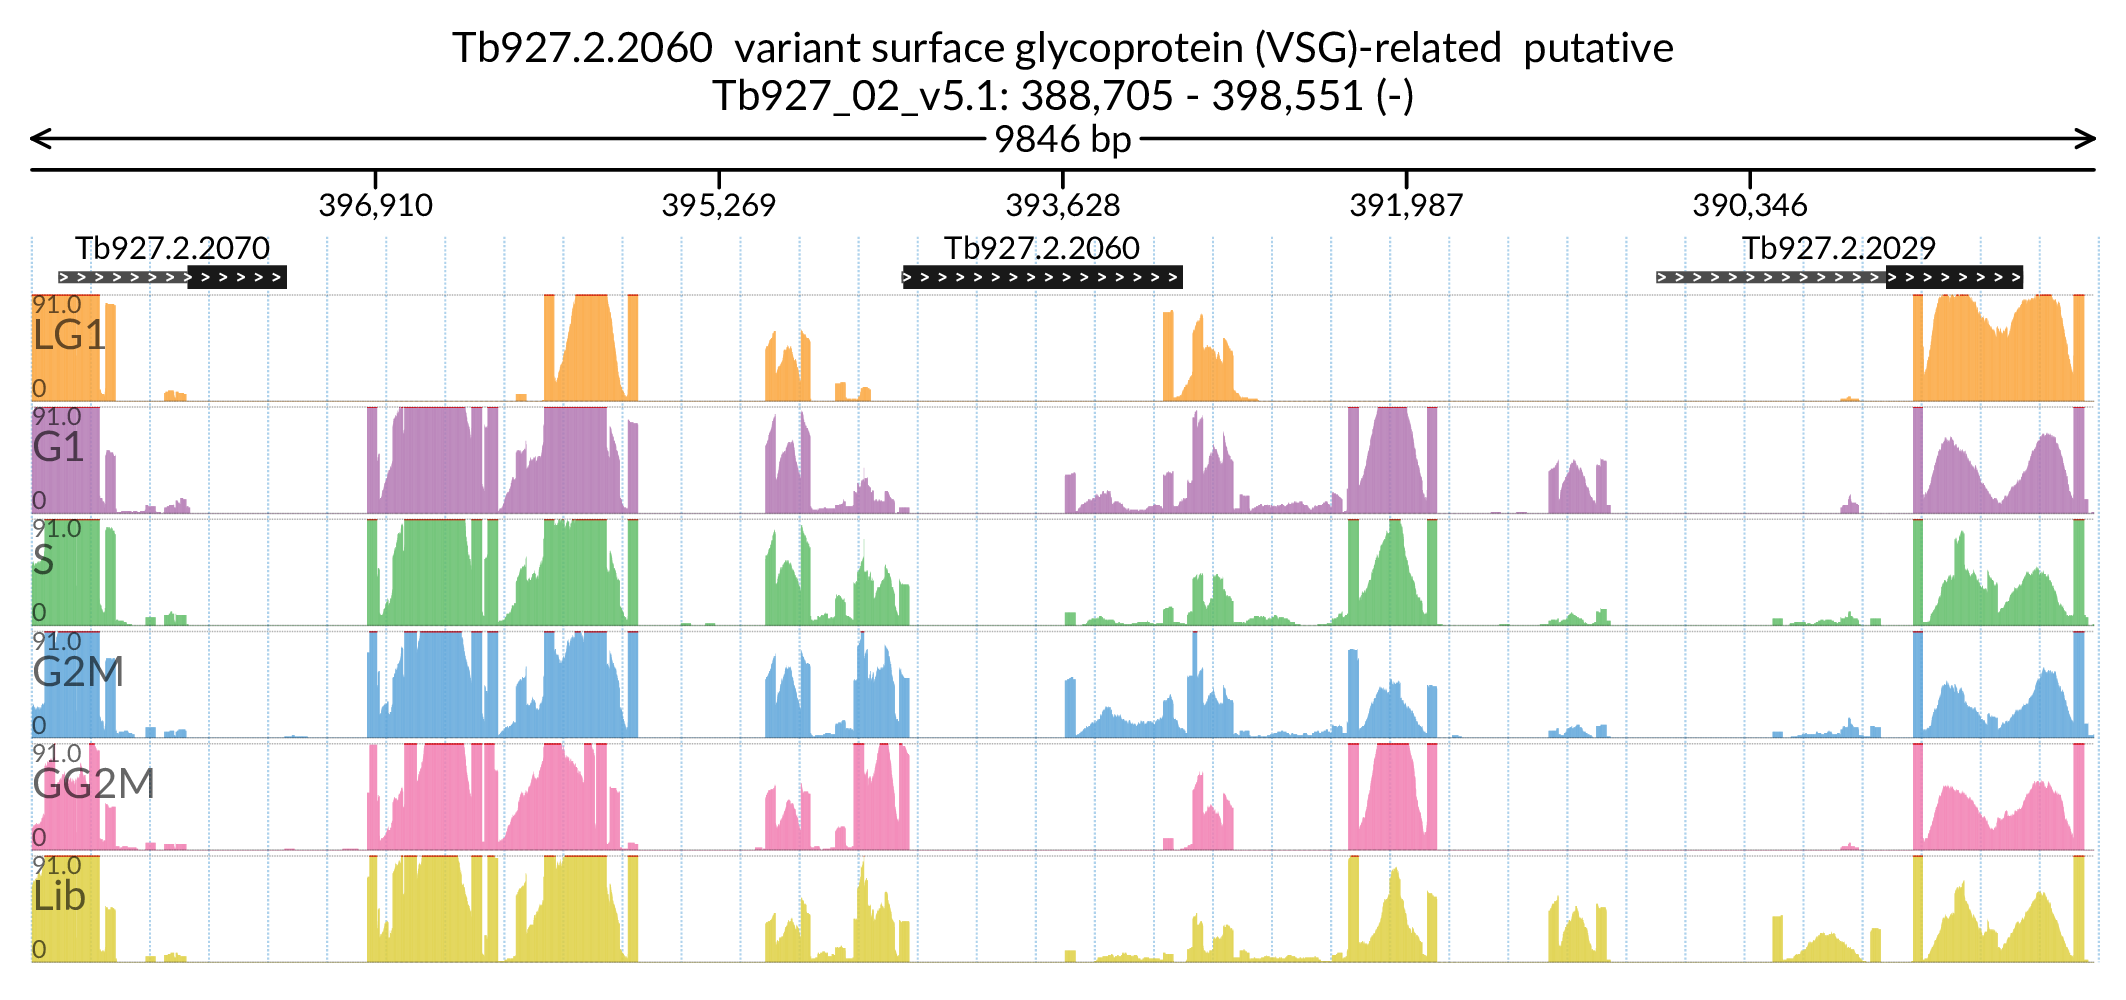 Tb927.2.2060  variant surface glycoprotein (VSG)-related  putative
Tb927_02_v5.1: 388,705 - 398,551 (-)
9846 bp
396,910 395,269 393,628 391,987 390,346
Tb927.2.2070 Tb927.2.2060 Tb927.2.2029
91.0
LG1
0
91.0
G1
0
91.0
S
0
91.0
G2M
0
91.0
GG2M
0
91.0
Lib
0